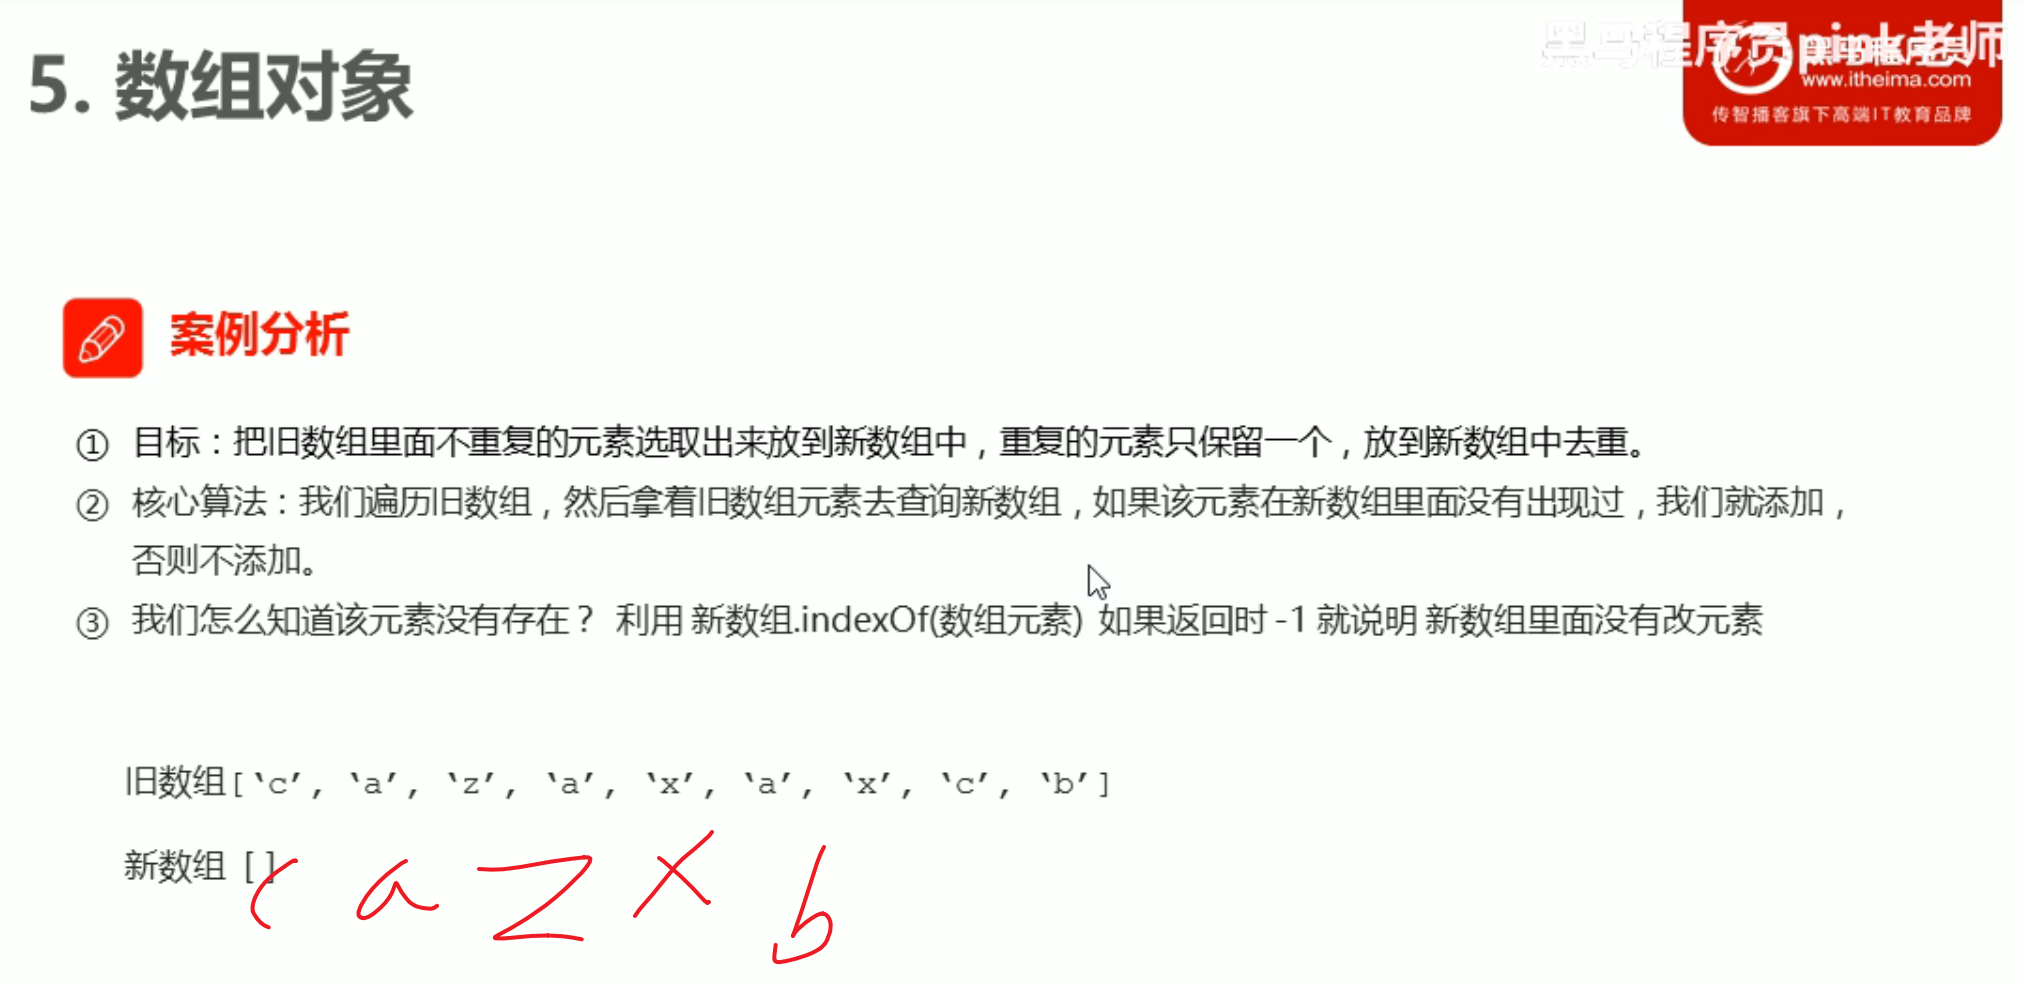 黑马程序员pink老师
www.itheima.com
传智播客旗下高端IT教育品牌
5. 数组对象
案例分析
① 目标：把旧数组里面不重复的元素选取出来放到新数组中，重复的元素只保留一个，放到新数组中去重。
② 核心算法：我们遍历旧数组，然后拿着旧数组元素去查询新数组，如果该元素在新数组里面没有出现过，我们就添加，
否则不添加。
③ 我们怎么知道该元素没有存在？ 利用 新数组.indexOf(数组元素) 如果返回时 -1 就说明 新数组里面没有改元素
旧数组[‘c’, ‘a’, ‘z’, ‘a’, ‘x’, ‘a’, ‘x’, ‘c’, ‘b’]
新数组 []
c a z x b